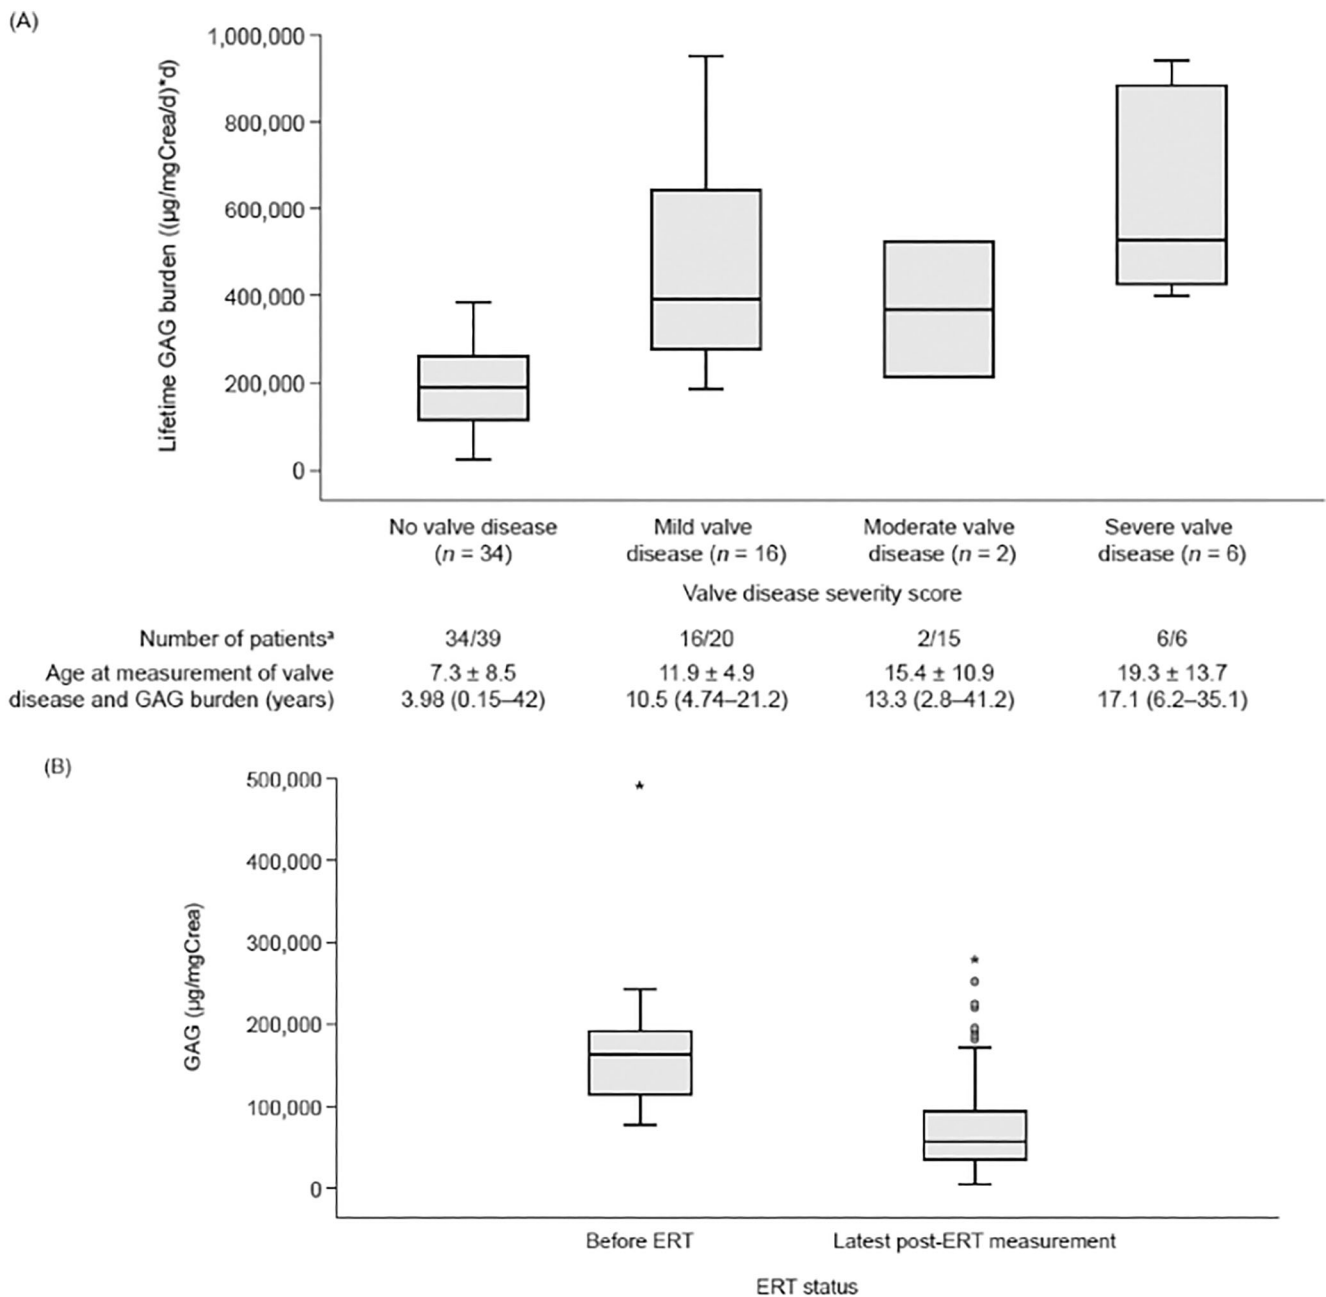 (A)
Lifetime GAG burden ((µg/mgCrea/d)*d)
1,000,000
800,000
600,000
400,000
200,000
0
No valve disease
(n = 34)
Mild valve
disease (n = 16)
Moderate valve
disease (n = 2)
Severe valve
disease (n = 6)
Valve disease severity score
Number of patientsᵃ 34/39 16/20 2/15 6/6
Age at measurement of valve 7.3 ± 8.5 11.9 ± 4.9 15.4 ± 10.9 19.3 ± 13.7
disease and GAG burden (years) 3.98 (0.15–42) 10.5 (4.74–21.2) 13.3 (2.8–41.2) 17.1 (6.2–35.1)
(B)
GAG (µg/mgCrea)
500,000
400,000
300,000
200,000
100,000
0
Before ERT
Latest post-ERT measurement
ERT status